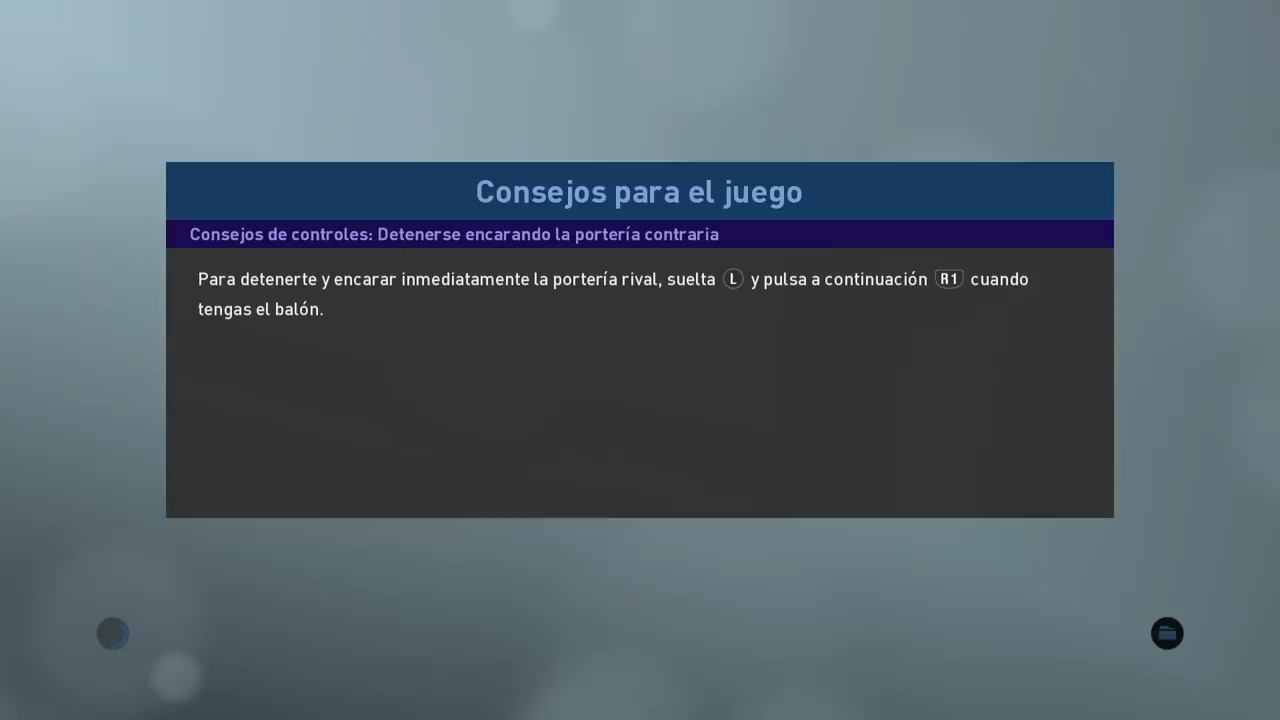 Consejos para el juego
Consejos de controles: Detenerse encarando la portería contraria
Para detenerte y encarar inmediatamente la portería rival, suelta L y pulsa a continuación R1 cuando
tengas el balón.